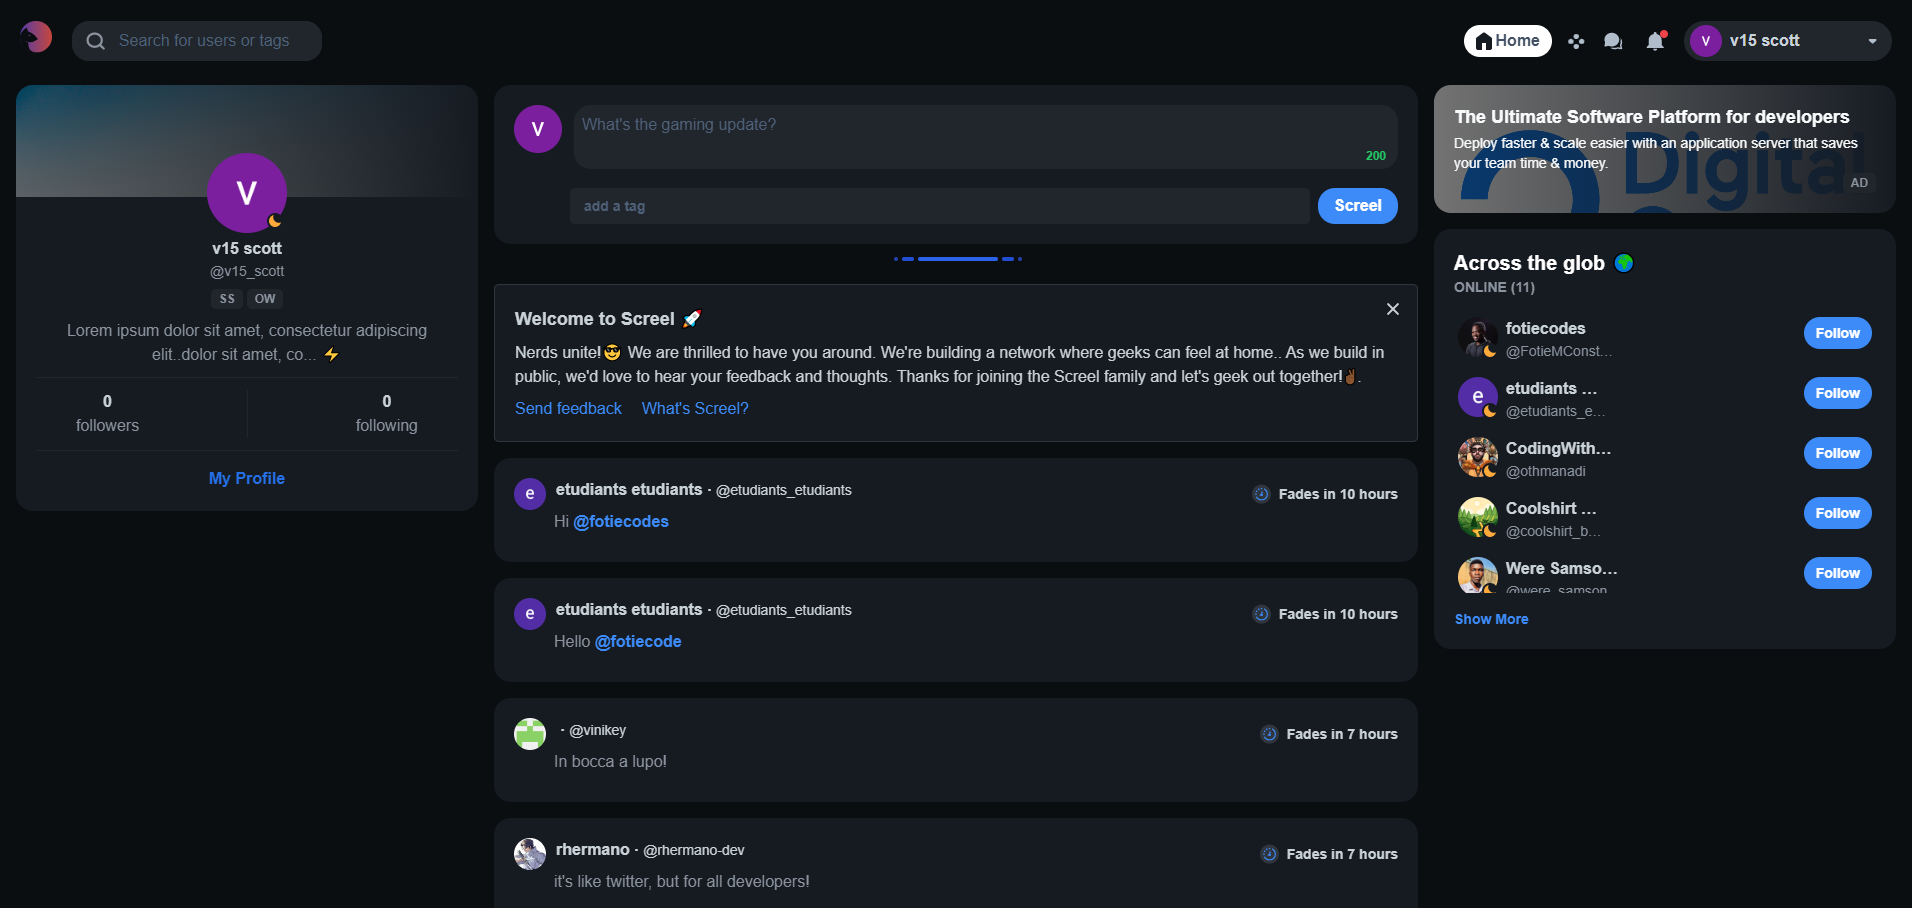 Search for users or tags
Home
V
v15 scott
V
v15 scott
@v15_scott
SS OW
Lorem ipsum dolor sit amet, consectetur adipiscing
elit..dolor sit amet, co... ⚡
0
followers
0
following
My Profile
V
What's the gaming update?
200
add a tag
Screel
Welcome to Screel 🚀
Nerds unite!😎 We are thrilled to have you around. We're building a network where geeks can feel at home.. As we build in
public, we'd love to hear your feedback and thoughts. Thanks for joining the Screel family and let's geek out together!✌🏾.
Send feedback What's Screel?
e
etudiants etudiants · @etudiants_etudiants
Fades in 10 hours
Hi @fotiecodes
e
etudiants etudiants · @etudiants_etudiants
Fades in 10 hours
Hello @fotiecode
· @vinikey
Fades in 7 hours
In bocca a lupo!
rhermano · @rhermano-dev
Fades in 7 hours
it's like twitter, but for all developers!
The Ultimate Software Platform for developers
Deploy faster & scale easier with an application server that saves
your team time & money.
Digital
AD
Across the glob 🌍
ONLINE (11)
fotiecodes
@FotieMConst...
Follow
e
etudiants ...
@etudiants_e...
Follow
CodingWith...
@othmanadi
Follow
Coolshirt ...
@coolshirt_b...
Follow
Were Samso...
@were_samson
Follow
Show More